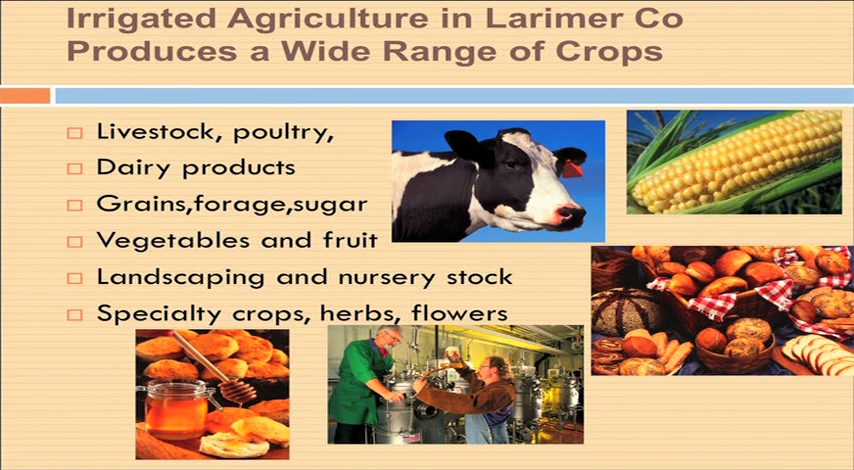 Irrigated Agriculture in Larimer Co
Produces a Wide Range of Crops
Livestock, poultry,
Dairy products
Grains,forage,sugar
Vegetables and fruit
Landscaping and nursery stock
Specialty crops, herbs, flowers